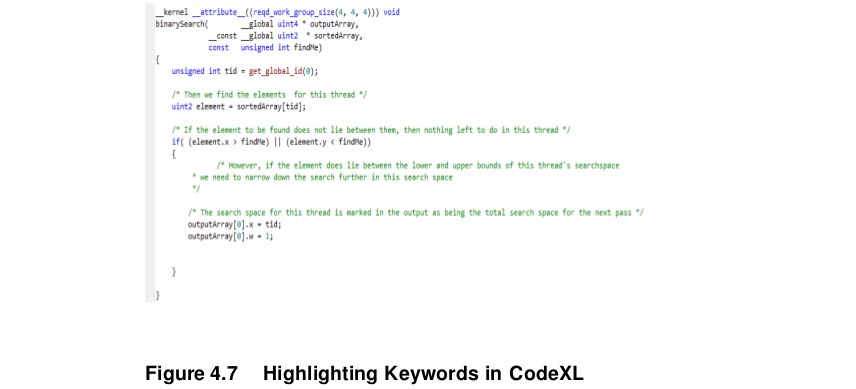 __kernel __attribute__((reqd_work_group_size(4, 4, 4))) void
binarySearch( __global uint4 * outputArray,
__const __global uint2 * sortedArray,
const unsigned int findMe)
{
unsigned int tid = get_global_id(0);
/* Then we find the elements for this thread */
uint2 element = sortedArray[tid];
/* If the element to be found does not lie between them, then nothing left to do in this thread */
if( (element.x > findMe) || (element.y < findMe))
{
/* However, if the element does lie between the lower and upper bounds of this thread's searchspace
* we need to narrow down the search further in this search space
*/
/* The search space for this thread is marked in the output as being the total search space for the next pass */
outputArray[0].x = tid;
outputArray[0].w = 1;
}
}
Figure 4.7 Highlighting Keywords in CodeXL